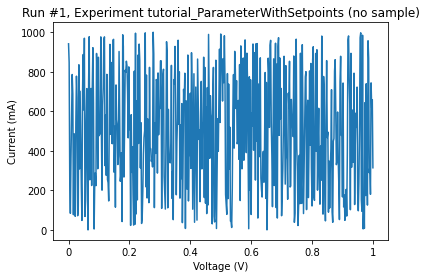 Run #1, Experiment tutorial_ParameterWithSetpoints (no sample)
1000
800
600
400
200
0
Current (mA)
0 0.2 0.4 0.6 0.8 1
Voltage (V)